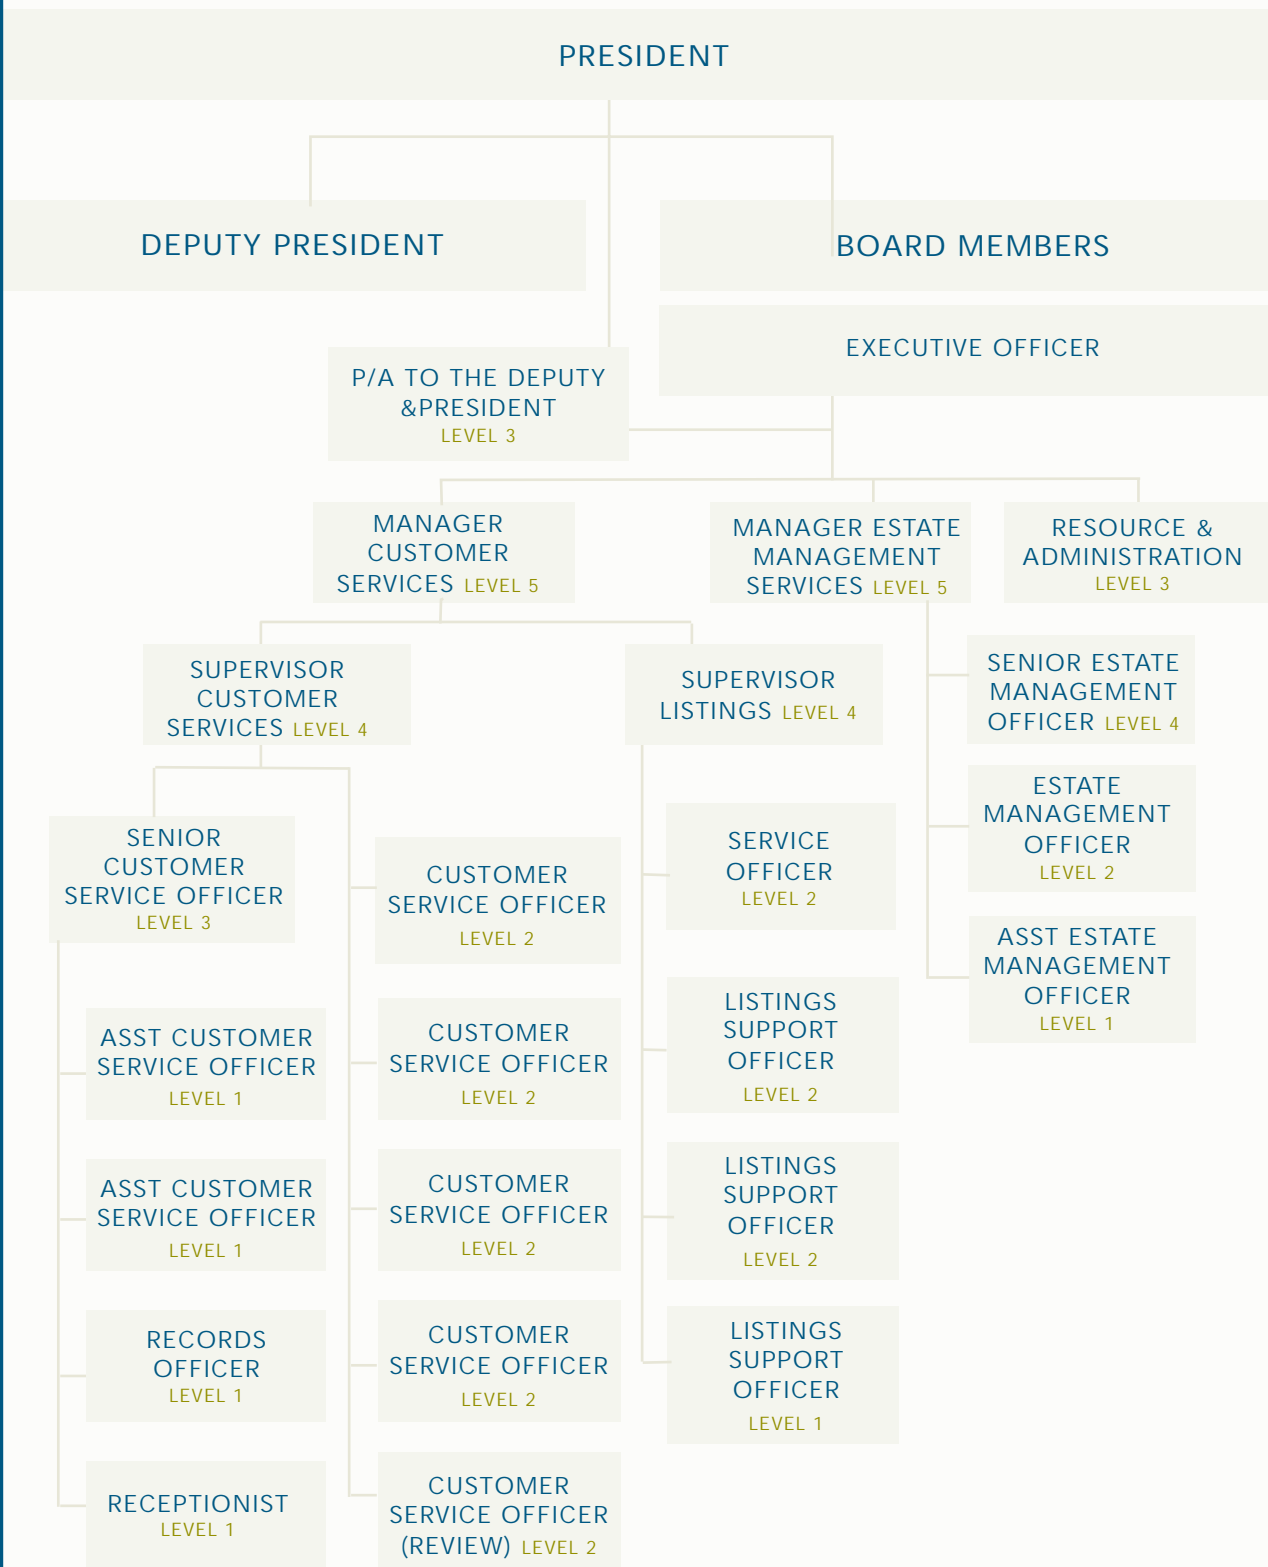 PRESIDENT
DEPUTY PRESIDENT
BOARD MEMBERS
EXECUTIVE OFFICER
P/A TO THE DEPUTY
&PRESIDENT
LEVEL 3
MANAGER
CUSTOMER
SERVICES LEVEL 5
MANAGER ESTATE
MANAGEMENT
SERVICES LEVEL 5
RESOURCE &
ADMINISTRATION
LEVEL 3
SUPERVISOR
CUSTOMER
SERVICES LEVEL 4
SUPERVISOR
LISTINGS LEVEL 4
SENIOR ESTATE
MANAGEMENT
OFFICER LEVEL 4
ESTATE
MANAGEMENT
OFFICER
LEVEL 2
ASST ESTATE
MANAGEMENT
OFFICER
LEVEL 1
SENIOR
CUSTOMER
SERVICE OFFICER
LEVEL 3
ASST CUSTOMER
SERVICE OFFICER
LEVEL 1
ASST CUSTOMER
SERVICE OFFICER
LEVEL 1
RECORDS
OFFICER
LEVEL 1
RECEPTIONIST
LEVEL 1
CUSTOMER
SERVICE OFFICER
LEVEL 2
CUSTOMER
SERVICE OFFICER
LEVEL 2
CUSTOMER
SERVICE OFFICER
LEVEL 2
CUSTOMER
SERVICE OFFICER
LEVEL 2
CUSTOMER
SERVICE OFFICER
(REVIEW) LEVEL 2
SERVICE
OFFICER
LEVEL 2
LISTINGS
SUPPORT
OFFICER
LEVEL 2
LISTINGS
SUPPORT
OFFICER
LEVEL 2
LISTINGS
SUPPORT
OFFICER
LEVEL 1